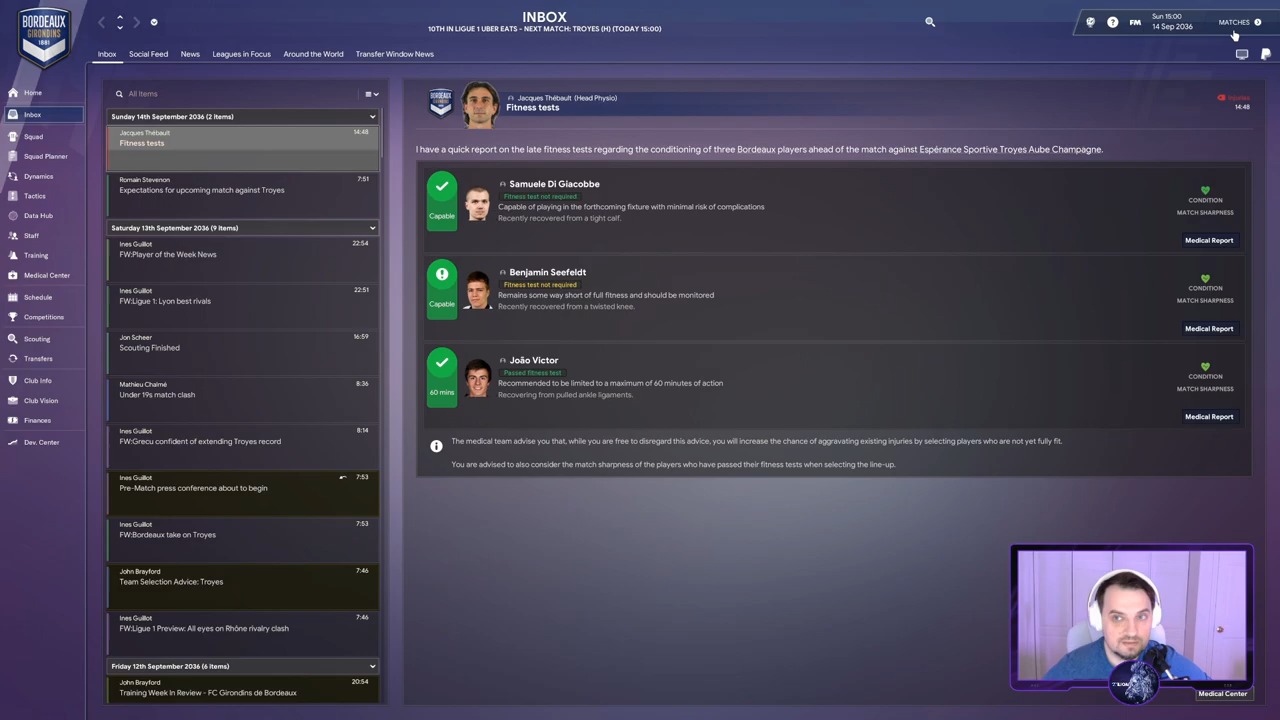 BORDEAUX
GIRONDINS
1881
INBOX
10TH IN LIGUE 1 UBER EATS - NEXT MATCH: TROYES (H) (TODAY 15:00)
FM
Sun 15:00
14 Sep 2036
MATCHES
Inbox
Social Feed
News
Leagues in Focus
Around the World
Transfer Window News
Home
Inbox
Squad
Squad Planner
Dynamics
Tactics
Data Hub
Staff
Training
Medical Center
Schedule
Competitions
Scouting
Transfers
Club Info
Club Vision
Finances
Dev. Center
All Items
Sunday 14th September 2036 (2 items)
Jacques Thébault 14:48
Fitness tests
Romain Stevenon 7:51
Expectations for upcoming match against Troyes
Saturday 13th September 2036 (9 items)
Ines Guillot 22:54
FW:Player of the Week News
Ines Guillot 22:51
FW:Ligue 1: Lyon best rivals
Jon Scheer 16:59
Scouting Finished
Mathieu Chalmé 8:36
Under 19s match clash
Ines Guillot 8:14
FW:Grecu confident of extending Troyes record
Ines Guillot 7:53
Pre-Match press conference about to begin
Ines Guillot 7:53
FW:Bordeaux take on Troyes
John Brayford 7:46
Team Selection Advice: Troyes
Ines Guillot 7:46
FW:Ligue 1 Preview: All eyes on Rhône rivalry clash
Friday 12th September 2036 (6 items)
John Brayford 20:54
Training Week In Review - FC Girondins de Bordeaux
Jacques Thébault (Head Physio)
Fitness tests
Injuries
14:48
I have a quick report on the late fitness tests regarding the conditioning of three Bordeaux players ahead of the match against Espérance Sportive Troyes Aube Champagne.
Capable
Samuele Di Giacobbe
Fitness test not required
Capable of playing in the forthcoming fixture with minimal risk of complications
Recently recovered from a tight calf.
CONDITION
MATCH SHARPNESS
Medical Report
Capable
Benjamin Seefeldt
Fitness test not required
Remains some way short of full fitness and should be monitored
Recently recovered from a twisted knee.
CONDITION
MATCH SHARPNESS
Medical Report
60 mins
João Victor
Passed fitness test
Recommended to be limited to a maximum of 60 minutes of action
Recovering from pulled ankle ligaments.
CONDITION
MATCH SHARPNESS
Medical Report
The medical team advise you that, while you are free to disregard this advice, you will increase the chance of aggravating existing injuries by selecting players who are not yet fully fit.
You are advised to also consider the match sharpness of the players who have passed their fitness tests when selecting the line-up.
Medical Center